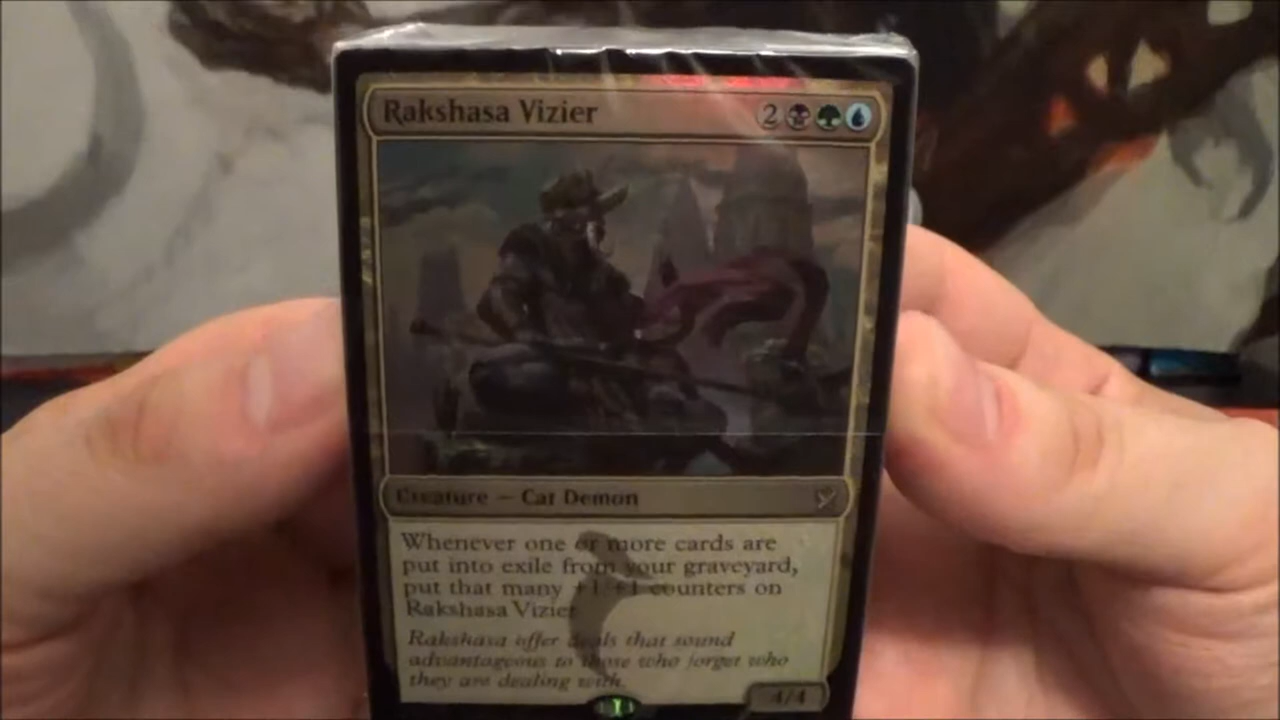 Rakshasa Vizier 2
Creature — Cat Demon
Whenever one or more cards are
put into exile from your graveyard,
put that many +1/+1 counters on
Rakshasa Vizier.
Rakshasa offer deals that sound
advantageous to those who forget who
they are dealing with.
4/4